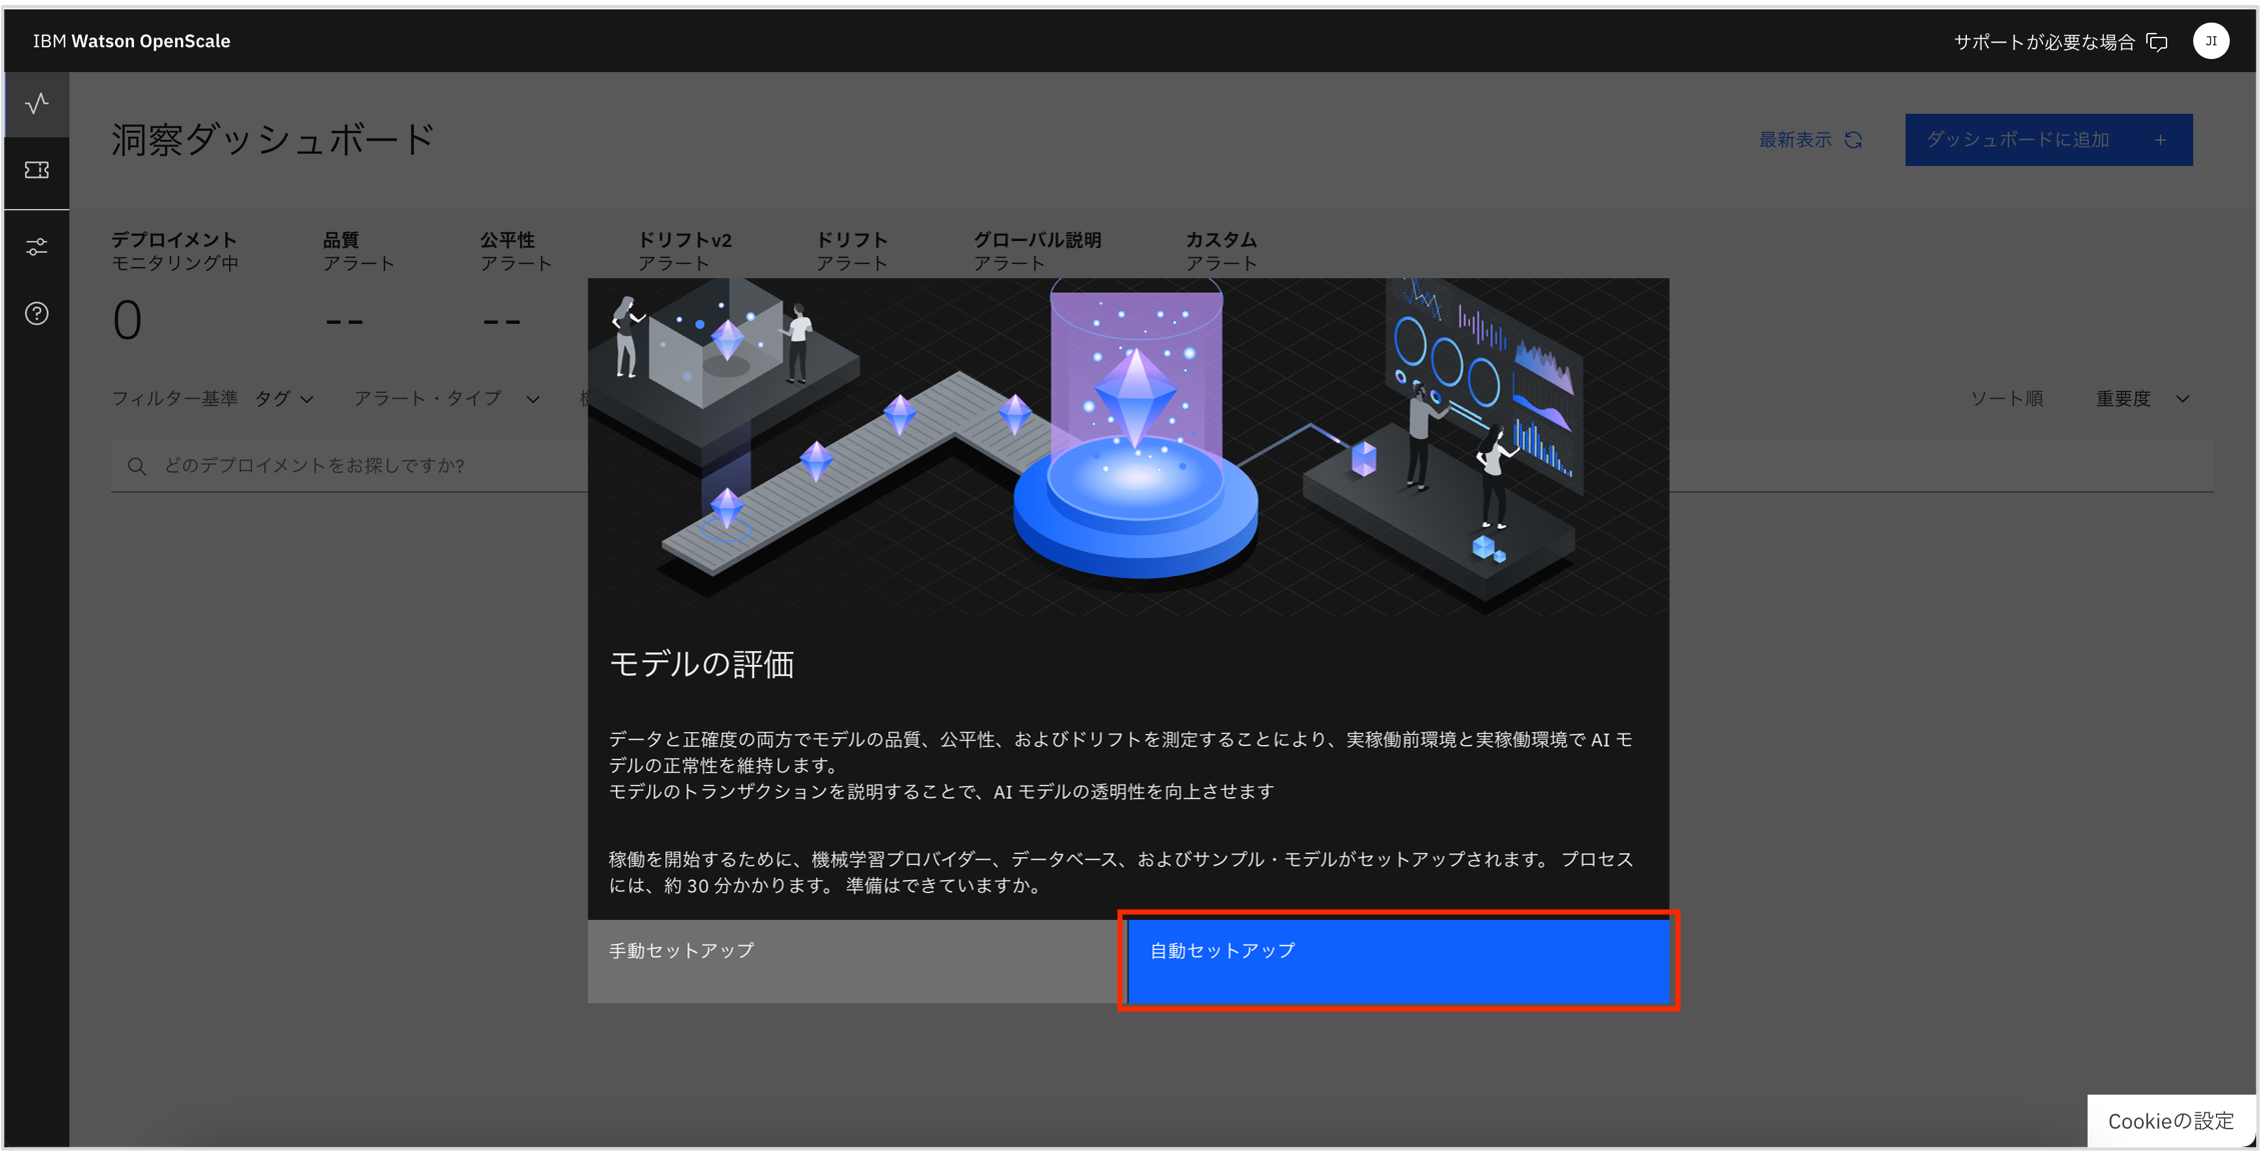 IBM Watson OpenScale
サポートが必要な場合
JI
洞察ダッシュボード
最新表示
ダッシュボードに追加 +
デプロイメント
モニタリング中
0
品質
アラート
--
公平性
アラート
--
ドリフトv2
アラート
ドリフト
アラート
グローバル説明
アラート
カスタム
アラート
フィルター基準 タグ アラート・タイプ
ソート順 重要度
どのデプロイメントをお探しですか?
モデルの評価
データと正確度の両方でモデルの品質、公平性、およびドリフトを測定することにより、実稼働前環境と実稼働環境で AI モ
デルの正常性を維持します。
モデルのトランザクションを説明することで、AI モデルの透明性を向上させます
稼働を開始するために、機械学習プロバイダー、データベース、およびサンプル・モデルがセットアップされます。 プロセス
には、約 30 分かかります。 準備はできていますか。
手動セットアップ
自動セットアップ
Cookieの設定